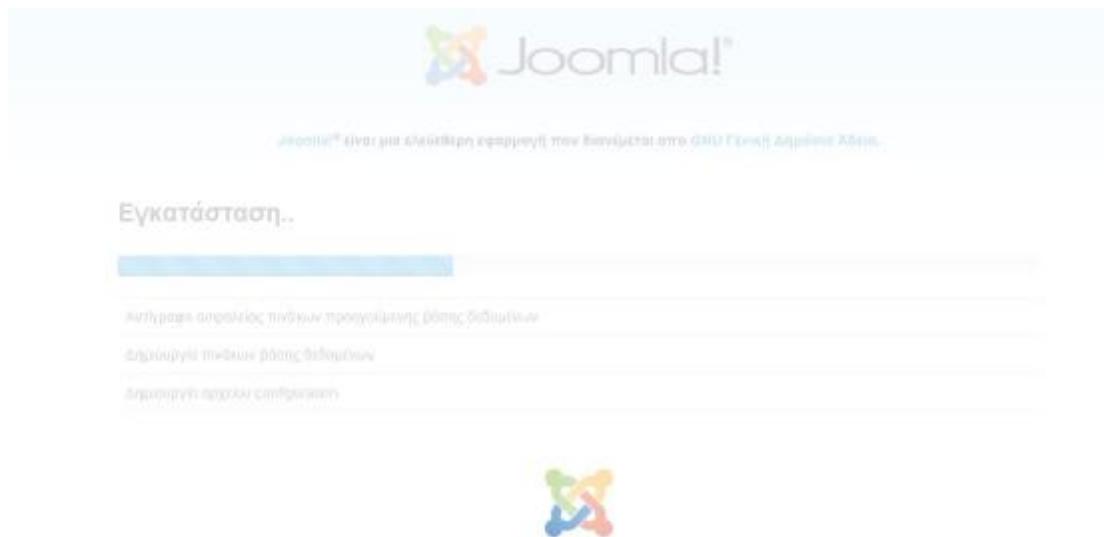 Joomla!®
Joomla!® είναι μια ελεύθερη εφαρμογή που διανέμεται απο GNU Γενική Δημόσια Άδεια.
Εγκατάσταση..
Αντίγραφο ασφαλείας πινάκων προηγούμενης βάσης δεδομένων
Δημιουργία πινάκων βάσης δεδομένων
Δημιουργία αρχείου configuration